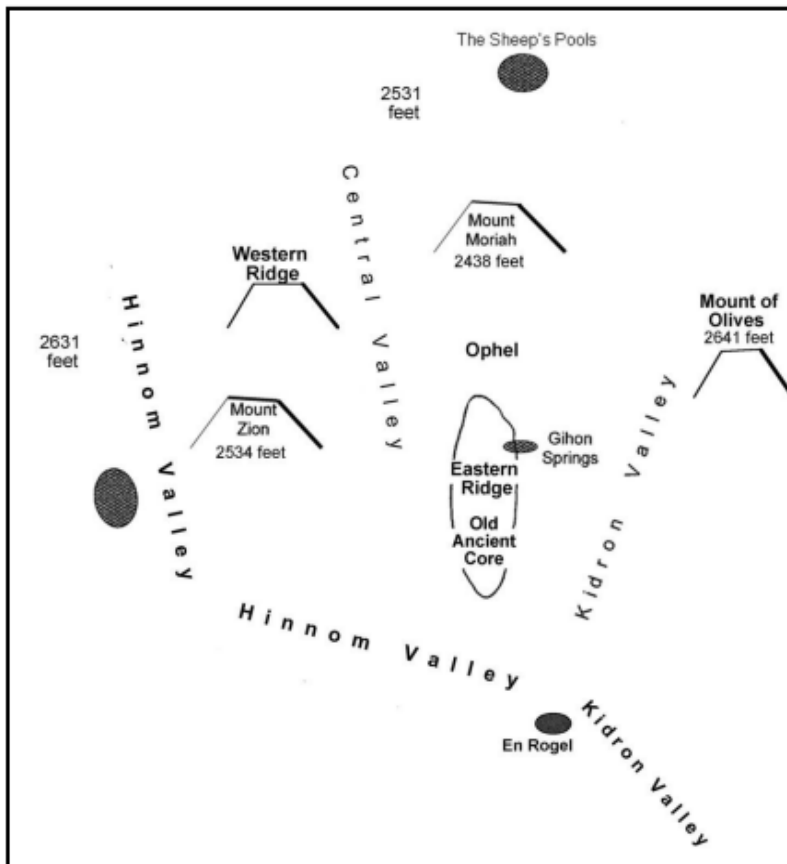 The Sheep's Pools
2531
feet
Central Valley
Mount
Moriah
2438 feet
Western
Ridge
Hinnom Valley
2631
feet
Mount of
Olives
2641 feet
Ophel
Mount
Zion
2534 feet
Gihon
Springs
Kidron Valley
Eastern
Ridge
Old
Ancient
Core
Hinnom Valley
En Rogel
Kidron Valley